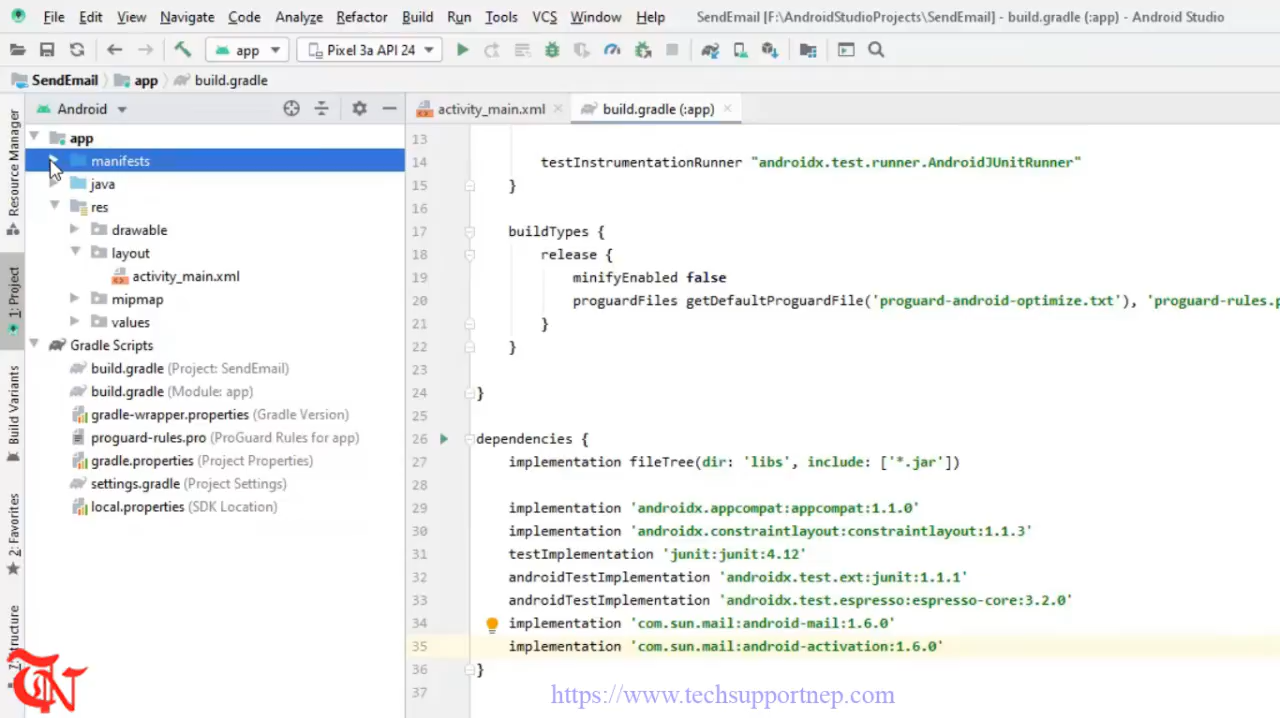 File Edit View Navigate Code Analyze Refactor Build Run Tools VCS Window Help SendEmail [F:\AndroidStudioProjects\SendEmail] - build.gradle (:app) - Android Studio
app Pixel 3a API 24
SendEmail app build.gradle
Android
activity_main.xml build.gradle (:app)
Resource Manager
1: Project
Build Variants
2: Favorites
app
manifests
java
res
drawable
layout
activity_main.xml
mipmap
values
Gradle Scripts
build.gradle (Project: SendEmail)
build.gradle (Module: app)
gradle-wrapper.properties (Gradle Version)
proguard-rules.pro (ProGuard Rules for app)
gradle.properties (Project Properties)
settings.gradle (Project Settings)
local.properties (SDK Location)
13
14 testInstrumentationRunner "androidx.test.runner.AndroidJUnitRunner"
15 }
16
17 buildTypes {
18 release {
19 minifyEnabled false
20 proguardFiles getDefaultProguardFile('proguard-android-optimize.txt'), 'proguard-rules.p
21 }
22 }
23
24 }
25
26 dependencies {
27 implementation fileTree(dir: 'libs', include: ['*.jar'])
28
29 implementation 'androidx.appcompat:appcompat:1.1.0'
30 implementation 'androidx.constraintlayout:constraintlayout:1.1.3'
31 testImplementation 'junit:junit:4.12'
32 androidTestImplementation 'androidx.test.ext:junit:1.1.1'
33 androidTestImplementation 'androidx.test.espresso:espresso-core:3.2.0'
34 implementation 'com.sun.mail:android-mail:1.6.0'
35 implementation 'com.sun.mail:android-activation:1.6.0'
36 }
37
https://www.techsupportnep.com